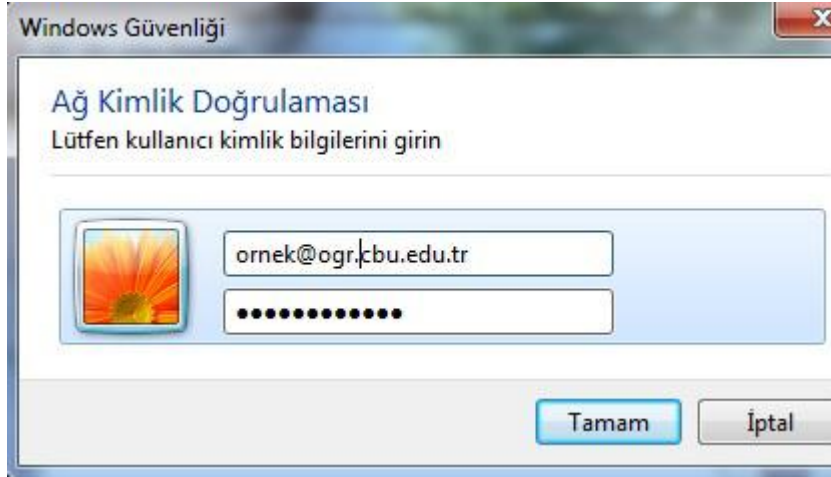 Windows Güvenliği
Ağ Kimlik Doğrulaması
Lütfen kullanıcı kimlik bilgilerini girin
ornek@ogr.cbu.edu.tr
●●●●●●●●●●●●
Tamam
İptal